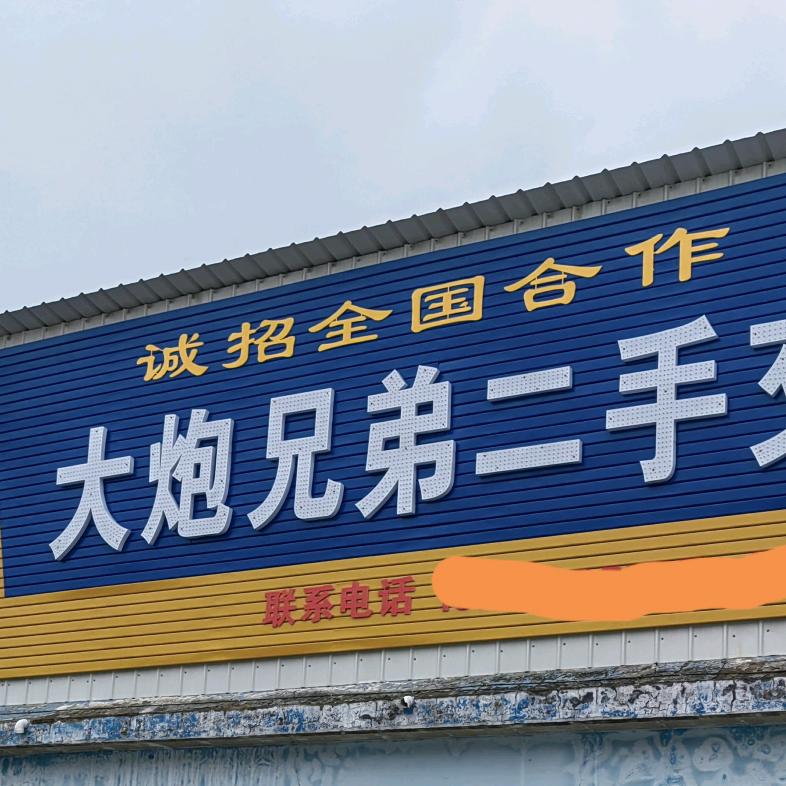 诚招全国合作
大炮兄弟二手
联系电话